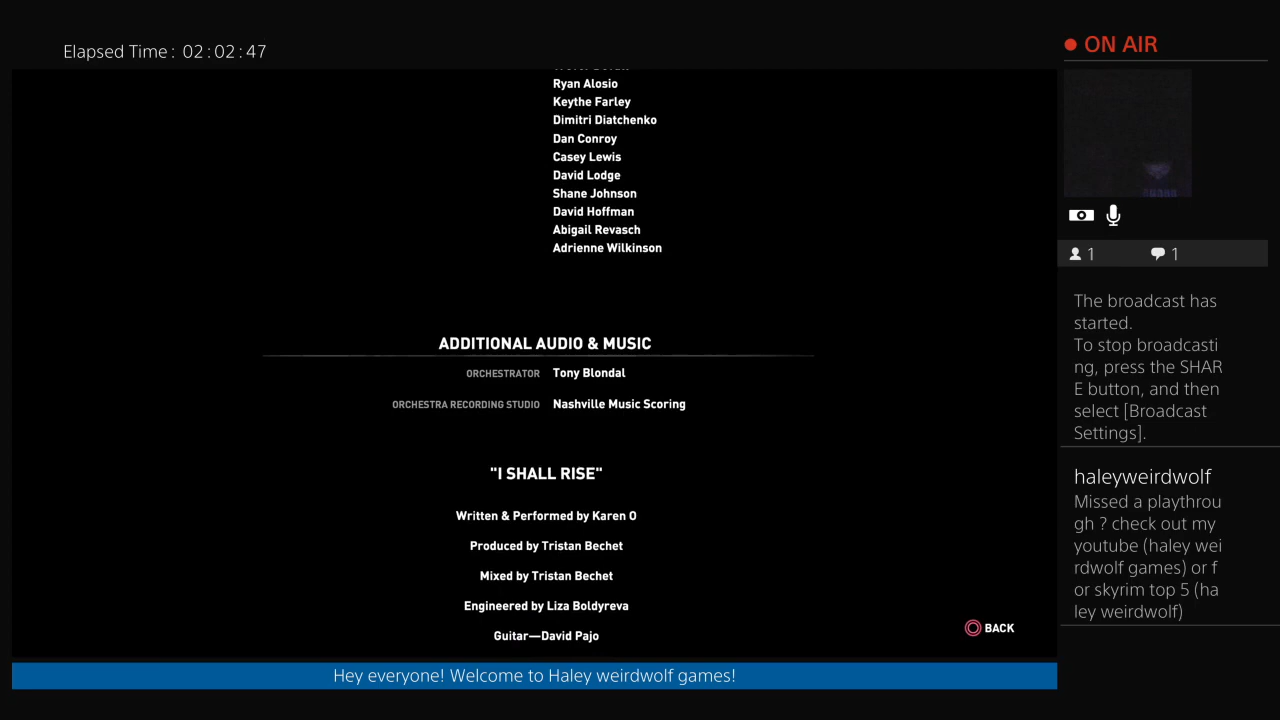 Elapsed Time: 02:02:47
ON AIR
Ryan Alosio
Keythe Farley
Dimitri Diatchenko
Dan Conroy
Casey Lewis
David Lodge
Shane Johnson
David Hoffman
Abigail Revasch
Adrienne Wilkinson
ADDITIONAL AUDIO & MUSIC
ORCHESTRATOR Tony Blondal
ORCHESTRA RECORDING STUDIO Nashville Music Scoring
"I SHALL RISE"
Written & Performed by Karen O
Produced by Tristan Bechet
Mixed by Tristan Bechet
Engineered by Liza Boldyreva
Guitar—David Pajo
BACK
Hey everyone! Welcome to Haley weirdwolf games!
1 1
The broadcast has
started.
To stop broadcasti
ng, press the SHAR
E button, and then
select [Broadcast
Settings].
haleyweirdwolf
Missed a playthrou
gh ? check out my
youtube (haley wei
rdwolf games) or f
or skyrim top 5 (ha
ley weirdwolf)